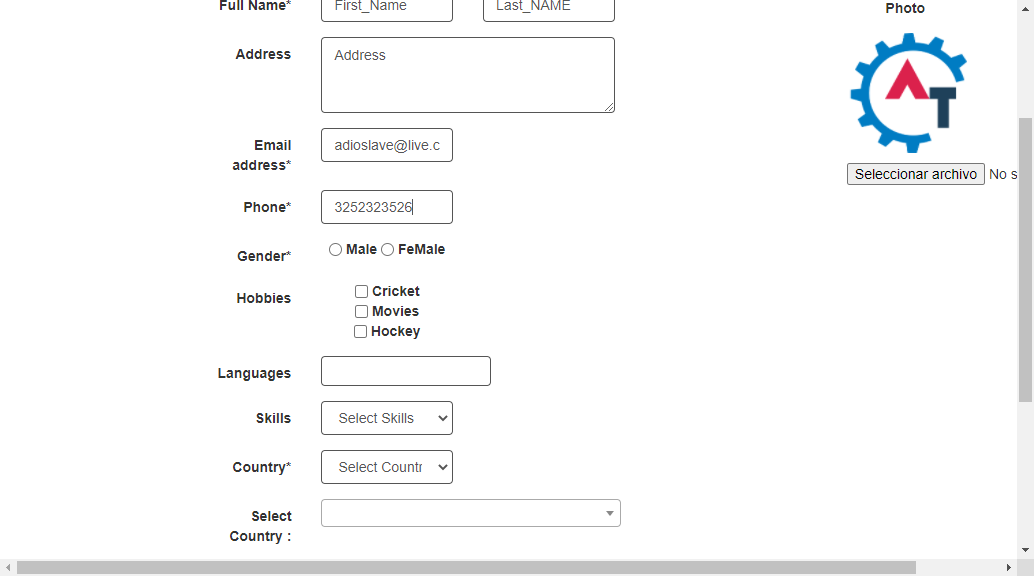 Full Name* First_Name Last_NAME Photo
Address Address
AT
Email address* adioslave@live.c
Seleccionar archivo No s
Phone* 3252323526
Gender* Male FeMale
Hobbies Cricket
Movies
Hockey
Languages
Skills Select Skills
Country* Select Countr
Select
Country :